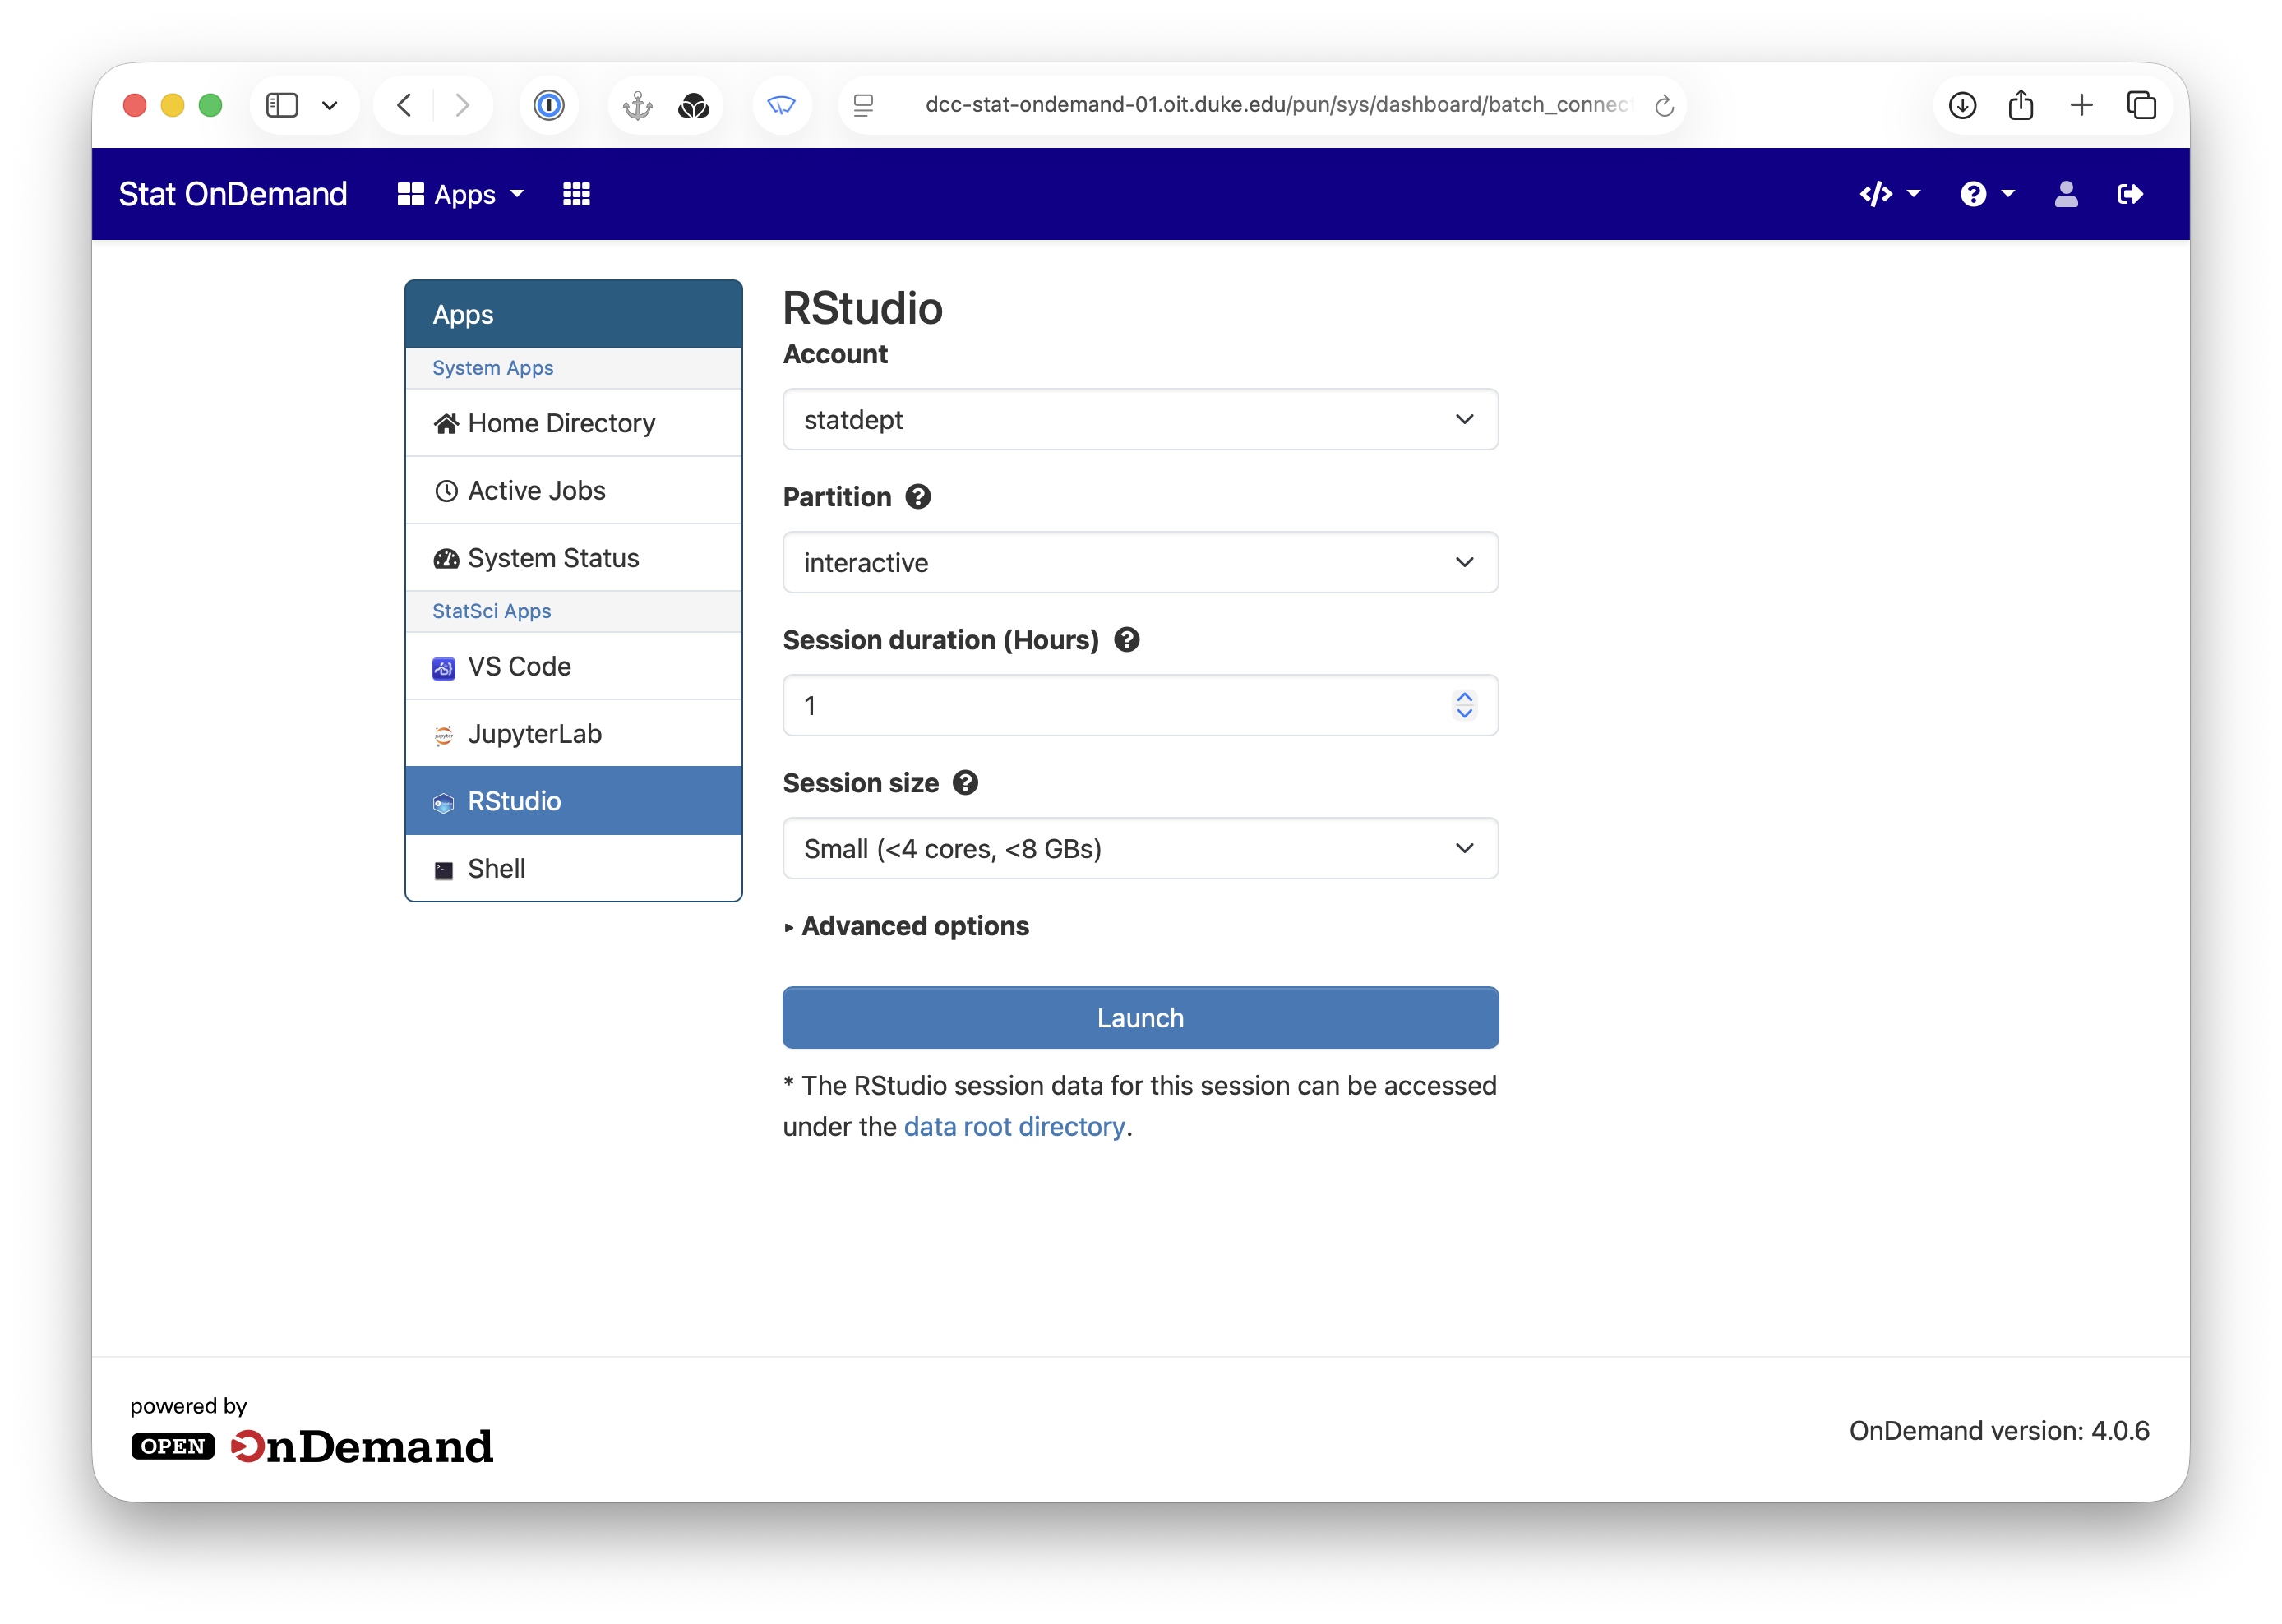 dcc-stat-ondemand-01.oit.duke.edu/pun/sys/dashboard/batch_connect
Stat OnDemand
Apps
Apps
System Apps
Home Directory
Active Jobs
System Status
StatSci Apps
VS Code
JupyterLab
RStudio
Shell
RStudio
Account
statdept
Partition
interactive
Session duration (Hours)
1
Session size
Small (<4 cores, <8 GBs)
Advanced options
Launch
* The RStudio session data for this session can be accessed
under the data root directory.
powered by
OPEN OnDemand
OnDemand version: 4.0.6